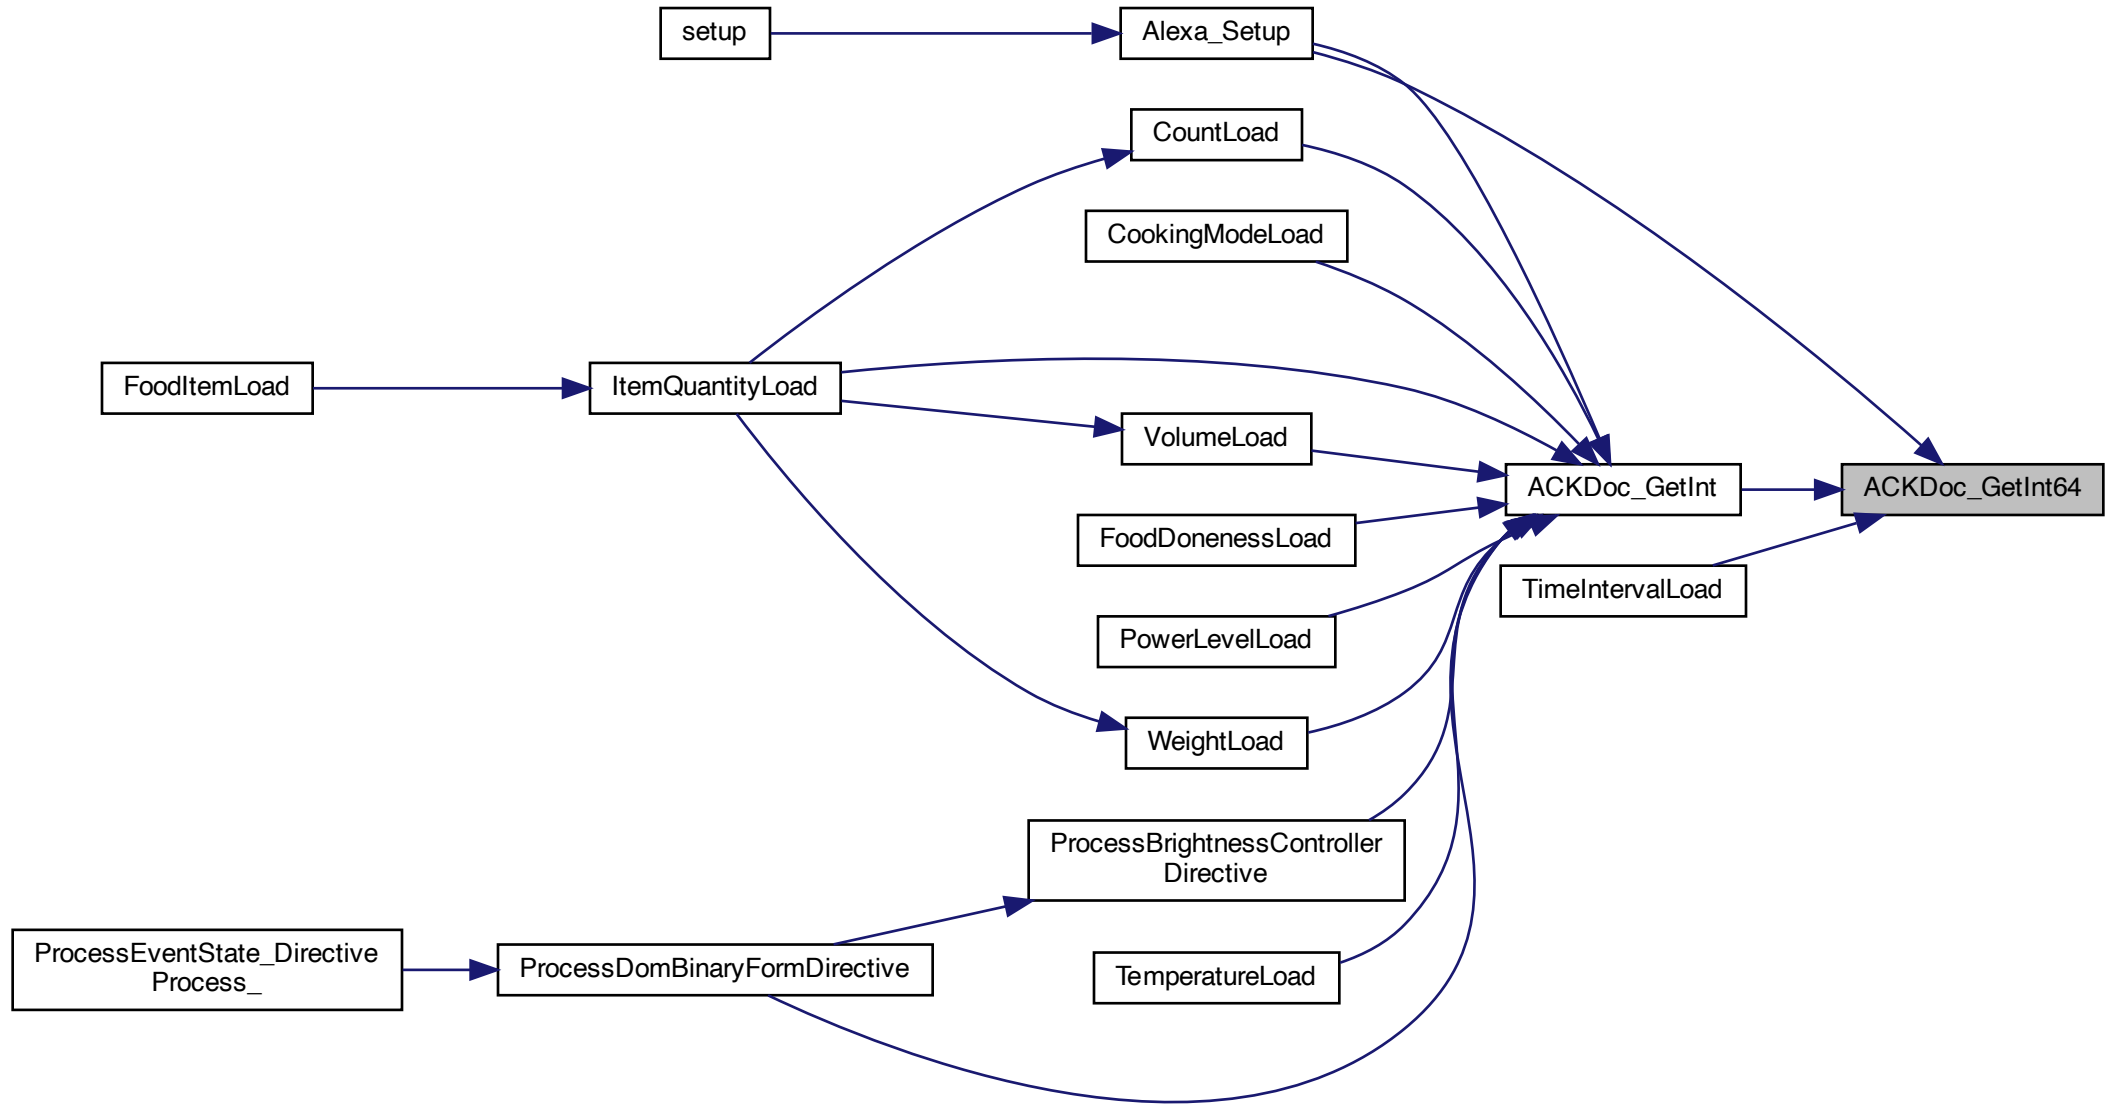 setup
Alexa_Setup
CountLoad
CookingModeLoad
FoodItemLoad
ItemQuantityLoad
VolumeLoad
ACKDoc_GetInt
ACKDoc_GetInt64
FoodDonenessLoad
TimeIntervalLoad
PowerLevelLoad
WeightLoad
ProcessBrightnessController
Directive
ProcessEventState_Directive
Process_
ProcessDomBinaryFormDirective
TemperatureLoad